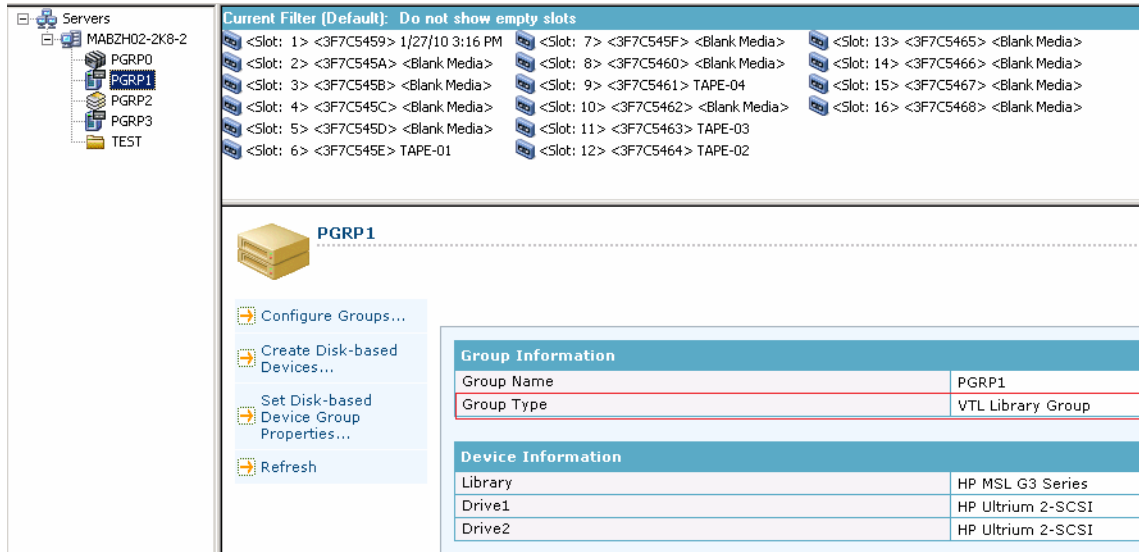 Servers
MABZH02-2K8-2
PGRP0
PGRP1
PGRP2
PGRP3
TEST
Current Filter (Default): Do not show empty slots
<Slot: 1> <3F7C5459> 1/27/10 3:16 PM
<Slot: 2> <3F7C545A> <Blank Media>
<Slot: 3> <3F7C545B> <Blank Media>
<Slot: 4> <3F7C545C> <Blank Media>
<Slot: 5> <3F7C545D> <Blank Media>
<Slot: 6> <3F7C545E> TAPE-01
<Slot: 7> <3F7C545F> <Blank Media>
<Slot: 8> <3F7C5460> <Blank Media>
<Slot: 9> <3F7C5461> TAPE-04
<Slot: 10> <3F7C5462> <Blank Media>
<Slot: 11> <3F7C5463> TAPE-03
<Slot: 12> <3F7C5464> TAPE-02
<Slot: 13> <3F7C5465> <Blank Media>
<Slot: 14> <3F7C5466> <Blank Media>
<Slot: 15> <3F7C5467> <Blank Media>
<Slot: 16> <3F7C5468> <Blank Media>
PGRP1
Configure Groups...
Create Disk-based
Devices...
Set Disk-based
Device Group
Properties...
Refresh
Group Information
Group Name PGRP1
Group Type VTL Library Group
Device Information
Library HP MSL G3 Series
Drive1 HP Ultrium 2-SCSI
Drive2 HP Ultrium 2-SCSI